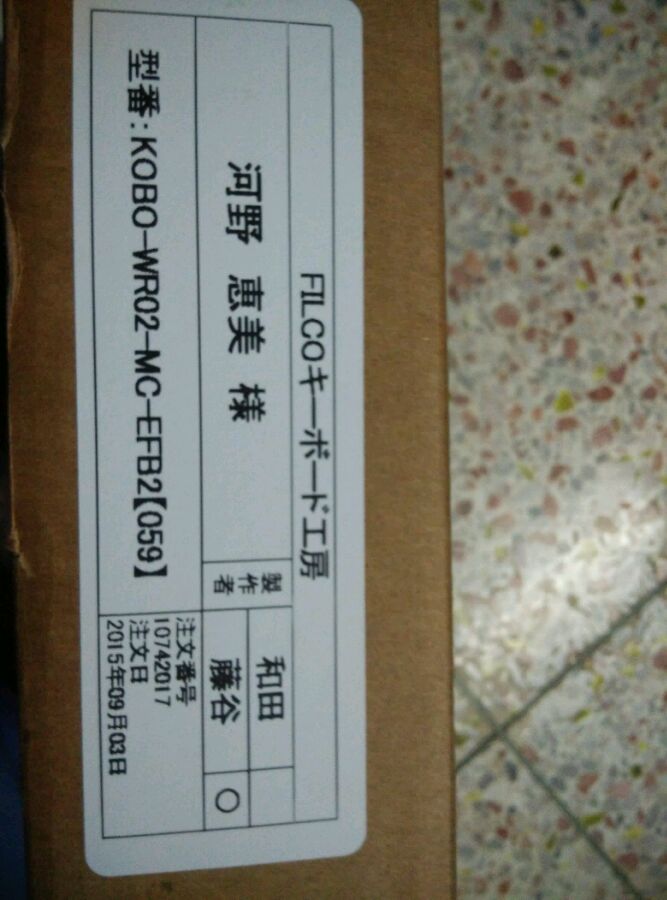 FILCOキーボード工房
河野 恵美 様
製作者
和田
藤谷 ○
型番:KOBO-WR02-MC-EFB2【059】
注文番号
10742017
注文日
2015年09月03日